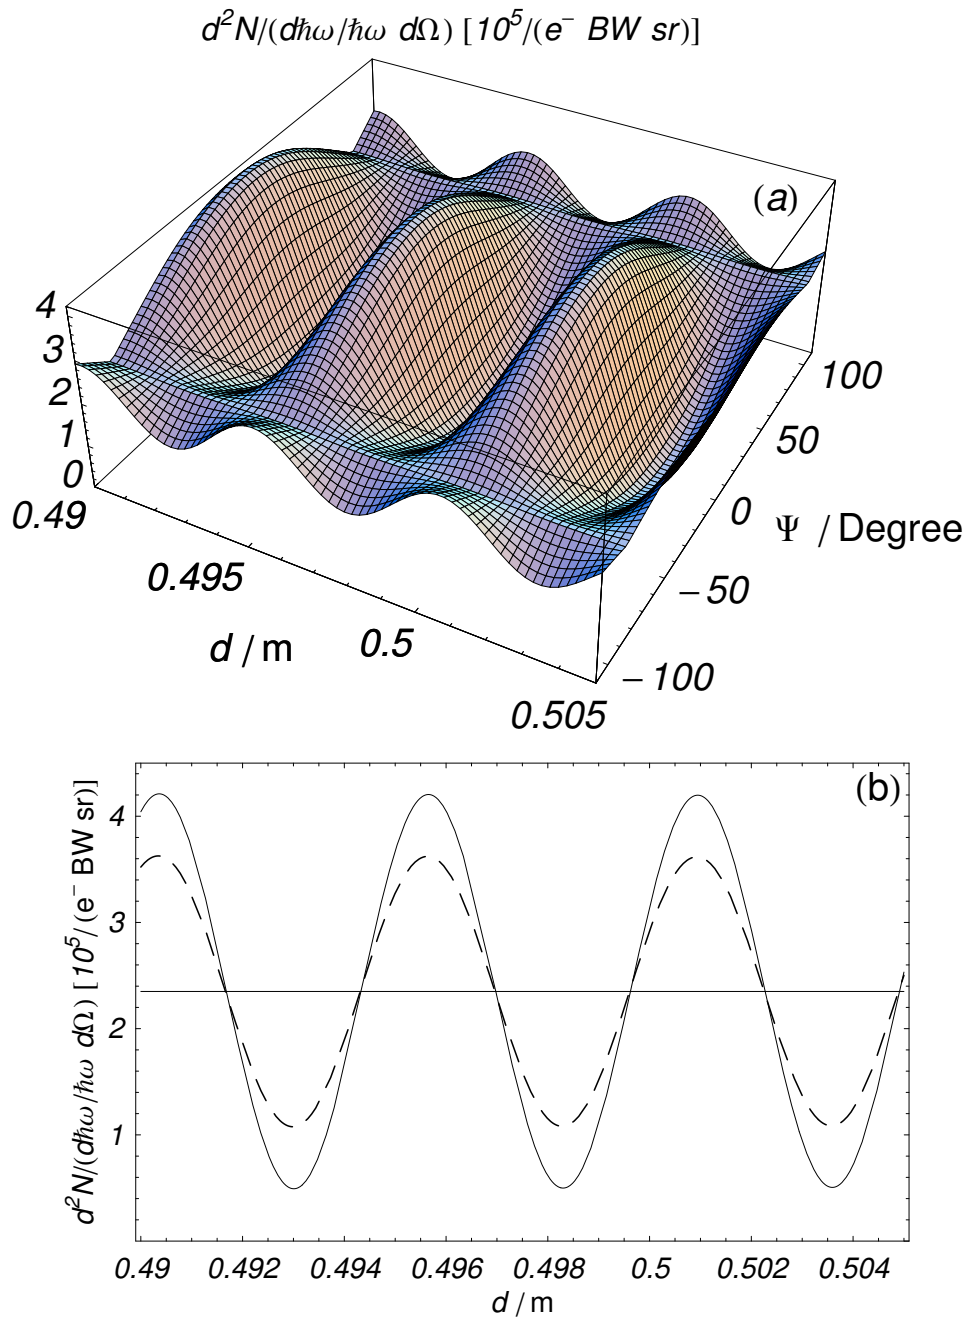 d²N/(dħω/ħω dΩ) [10⁵/(e⁻ BW sr)]
(a)
4
3
2
1
0
0.49
0.495
0.5
0.505
d / m
100
50
0
−50
−100
Ψ / Degree
(b)
d²N/(dħω/ħω dΩ) [10⁵/(e⁻ BW sr)]
4
3
2
1
0.49 0.492 0.494 0.496 0.498 0.5 0.502 0.504
d / m